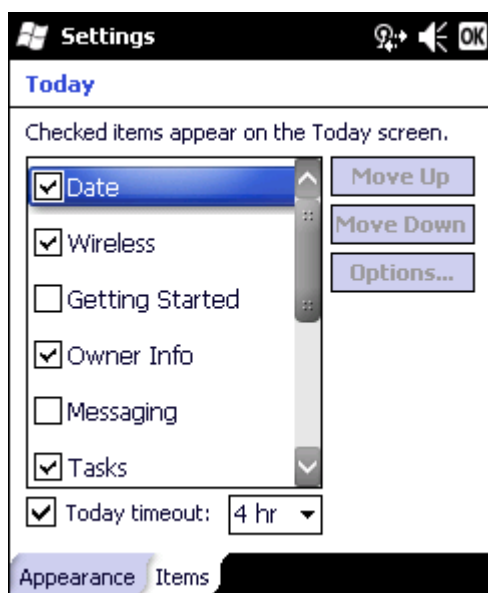 Settings OK
Today
Checked items appear on the Today screen.
Date
Wireless
Getting Started
Owner Info
Messaging
Tasks
Move Up
Move Down
Options...
Today timeout: 4 hr
Appearance Items